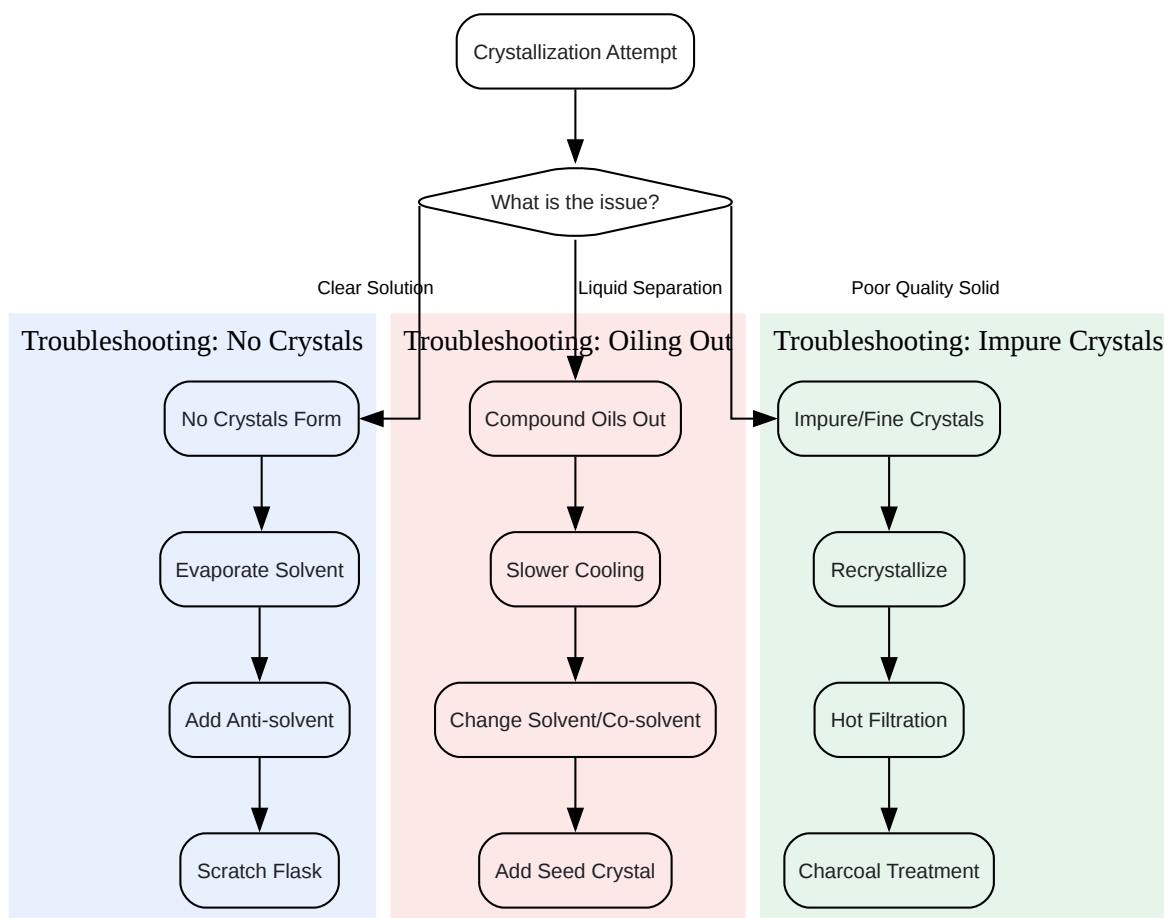 Crystallization Attempt
What is the issue?
Clear Solution
Liquid Separation
Poor Quality Solid
Troubleshooting: No Crystals
Troubleshooting: Oiling Out
Troubleshooting: Impure Crystals
No Crystals Form
Compound Oils Out
Impure/Fine Crystals
Evaporate Solvent
Slower Cooling
Recrystallize
Add Anti-solvent
Change Solvent/Co-solvent
Hot Filtration
Scratch Flask
Add Seed Crystal
Charcoal Treatment